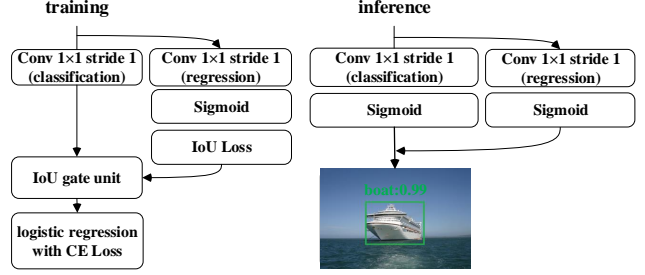 training
Conv 1×1 stride 1
(classification)
Conv 1×1 stride 1
(regression)
Sigmoid
IoU Loss
IoU gate unit
logistic regression
with CE Loss
inference
Conv 1×1 stride 1
(classification)
Conv 1×1 stride 1
(regression)
Sigmoid
Sigmoid
boat:0.99